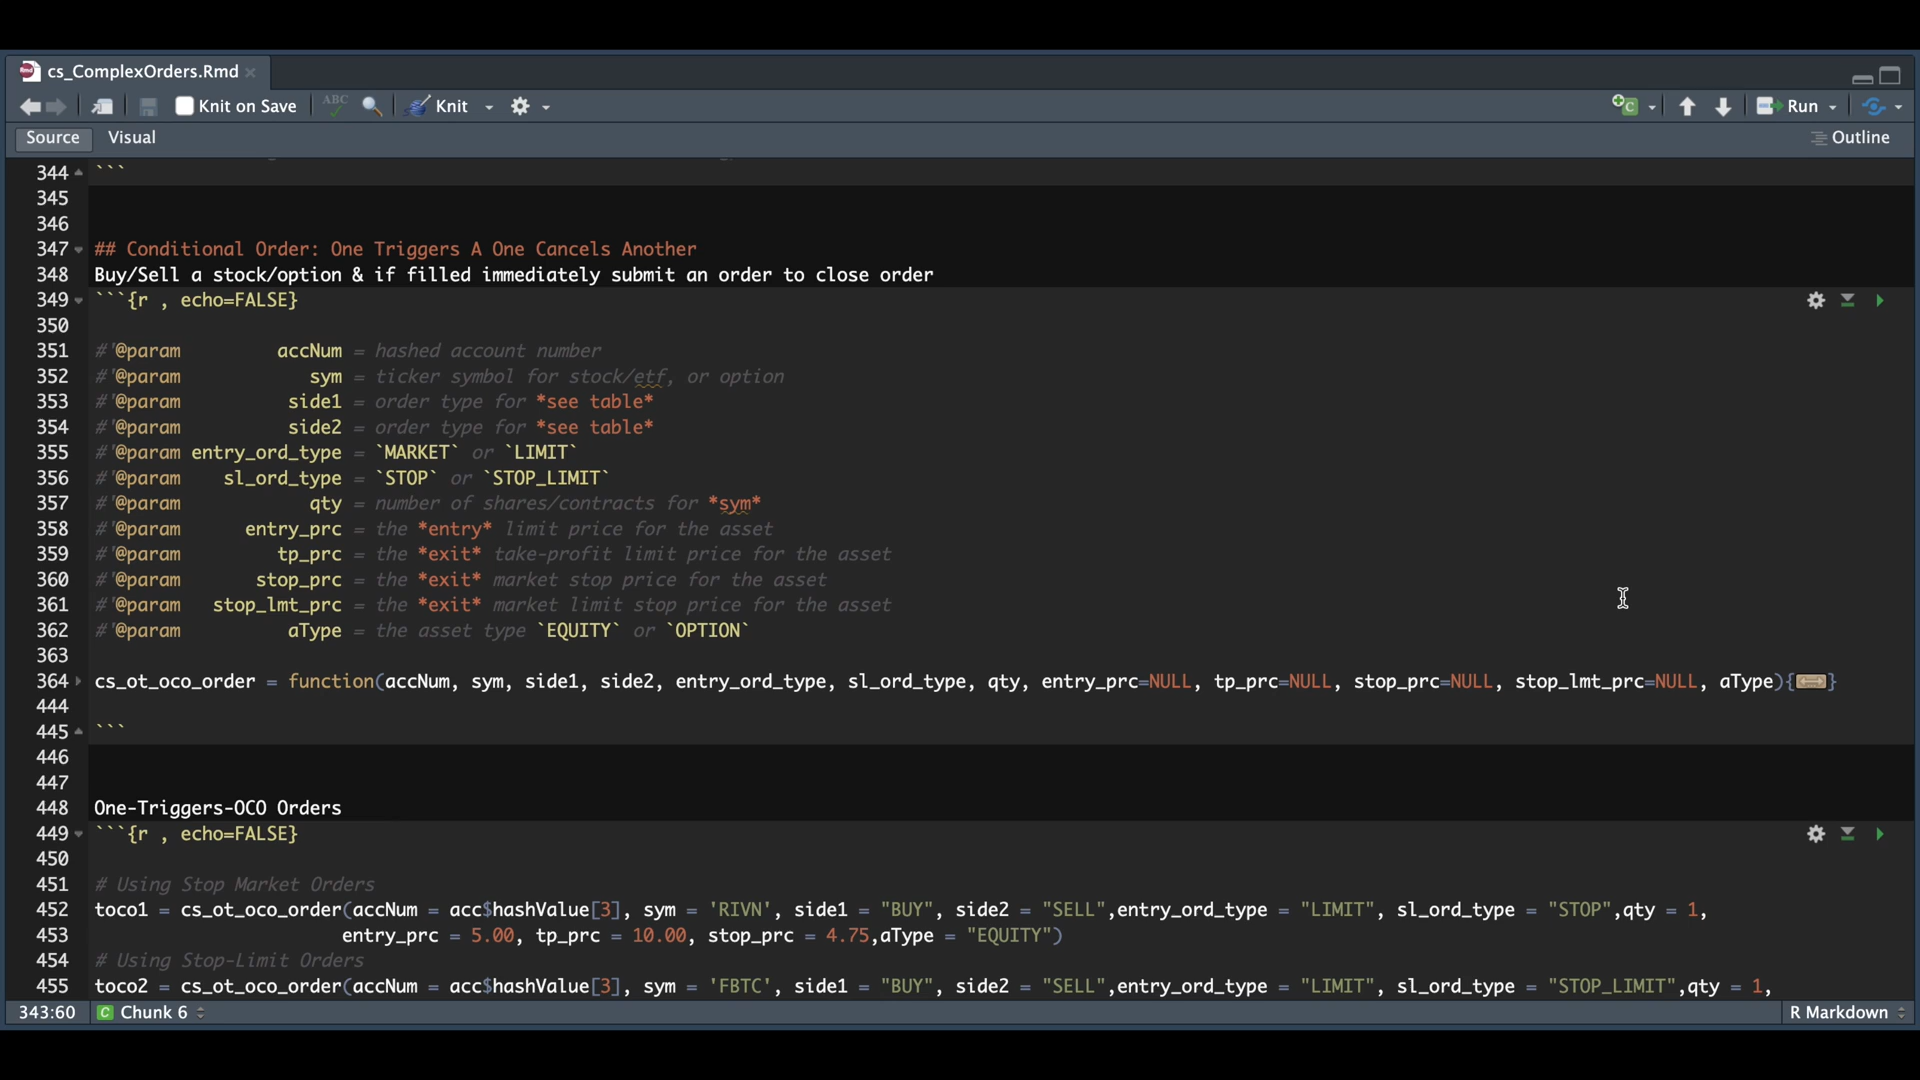 cs_ComplexOrders.Rmd
Knit on Save ABC Knit Run
Source Visual Outline
344 ```
345
346
347 ## Conditional Order: One Triggers A One Cancels Another
348 Buy/Sell a stock/option & if filled immediately submit an order to close order
349 ```{r , echo=FALSE}
350
351 #'@param accNum = hashed account number
352 #'@param sym = ticker symbol for stock/etf, or option
353 #'@param side1 = order type for *see table*
354 #'@param side2 = order type for *see table*
355 #'@param entry_ord_type = `MARKET` or `LIMIT`
356 #'@param sl_ord_type = `STOP` or `STOP_LIMIT`
357 #'@param qty = number of shares/contracts for *sym*
358 #'@param entry_prc = the *entry* limit price for the asset
359 #'@param tp_prc = the *exit* take-profit limit price for the asset
360 #'@param stop_prc = the *exit* market stop price for the asset
361 #'@param stop_lmt_prc = the *exit* market limit stop price for the asset
362 #'@param aType = the asset type `EQUITY` or `OPTION`
363
364 cs_ot_oco_order = function(accNum, sym, side1, side2, entry_ord_type, sl_ord_type, qty, entry_prc=NULL, tp_prc=NULL, stop_prc=NULL, stop_lmt_prc=NULL, aType){}
444
445 ```
446
447
448 One-Triggers-OCO Orders
449 ```{r , echo=FALSE}
450
451 # Using Stop Market Orders
452 toco1 = cs_ot_oco_order(accNum = acc$hashValue[3], sym = 'RIVN', side1 = "BUY", side2 = "SELL",entry_ord_type = "LIMIT", sl_ord_type = "STOP",qty = 1,
453 entry_prc = 5.00, tp_prc = 10.00, stop_prc = 4.75,aType = "EQUITY")
454 # Using Stop-Limit Orders
455 toco2 = cs_ot_oco_order(accNum = acc$hashValue[3], sym = 'FBTC', side1 = "BUY", side2 = "SELL",entry_ord_type = "LIMIT", sl_ord_type = "STOP_LIMIT",qty = 1,
343:60 C Chunk 6 R Markdown